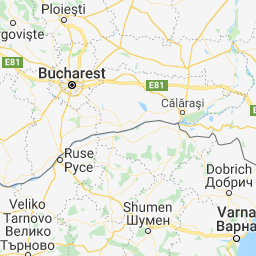 Ploiești
rgoviște
E81
Bucharest
E81
Călărași
Ruse
Русе
Dobrich
Добрич
Veliko
Tarnovo
Велико
Търново
Shumen
Шумен
Varna
Варна